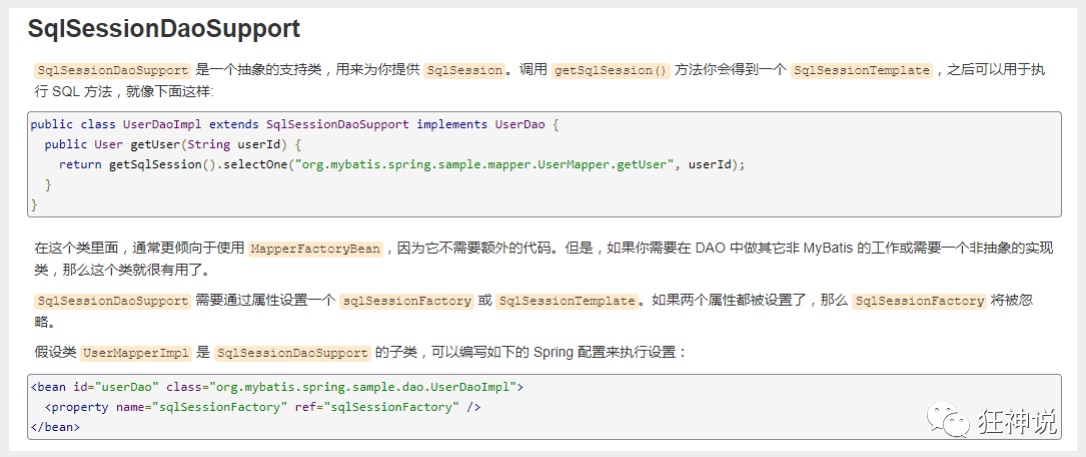 SqlSessionDaoSupport
SqlSessionDaoSupport 是一个抽象的支持类，用来为你提供 SqlSession。调用 getSqlSession() 方法你会得到一个 SqlSessionTemplate，之后可以用于执
行 SQL 方法，就像下面这样:
public class UserDaoImpl extends SqlSessionDaoSupport implements UserDao {
  public User getUser(String userId) {
    return getSqlSession().selectOne("org.mybatis.spring.sample.mapper.UserMapper.getUser", userId);
  }
}
在这个类里面，通常更倾向于使用 MapperFactoryBean，因为它不需要额外的代码。但是，如果你需要在 DAO 中做其它非 MyBatis 的工作或需要一个非抽象的实现
类，那么这个类就很有用了。
SqlSessionDaoSupport 需要通过属性设置一个 sqlSessionFactory 或 SqlSessionTemplate。如果两个属性都被设置了，那么 SqlSessionFactory 将被忽
略。
假设类 UserMapperImpl 是 SqlSessionDaoSupport 的子类，可以编写如下的 Spring 配置来执行设置：
<bean id="userDao" class="org.mybatis.spring.sample.dao.UserDaoImpl">
  <property name="sqlSessionFactory" ref="sqlSessionFactory" />
</bean>
狂神说